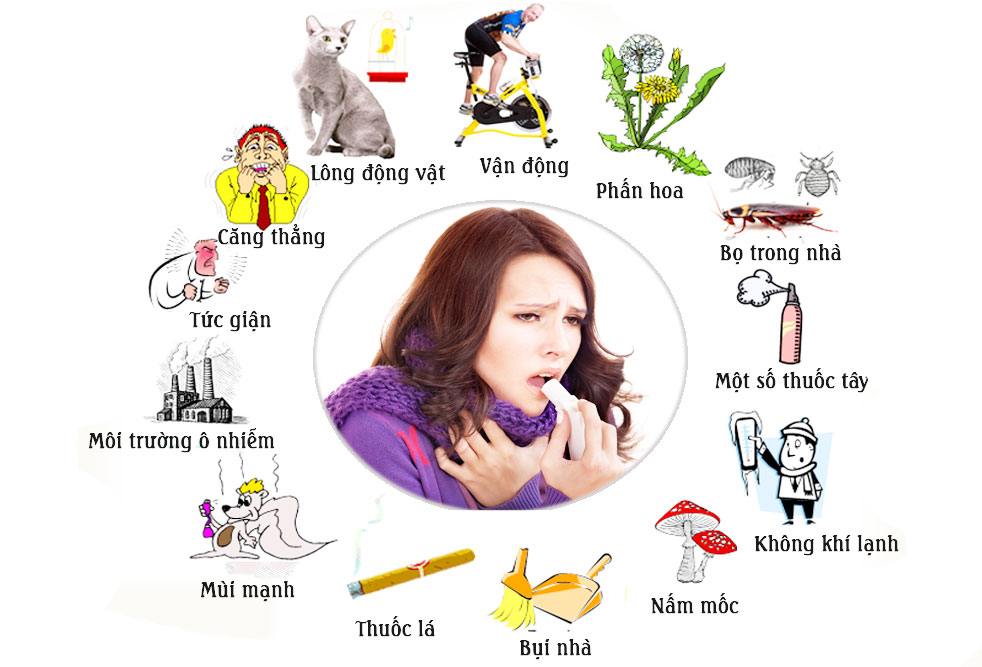 Lông động vật
Vận động
Phấn hoa
Bọ trong nhà
Một số thuốc tây
Không khí lạnh
Nấm mốc
Bụi nhà
Thuốc lá
Mùi mạnh
Môi trường ô nhiễm
Tức giận
Căng thẳng